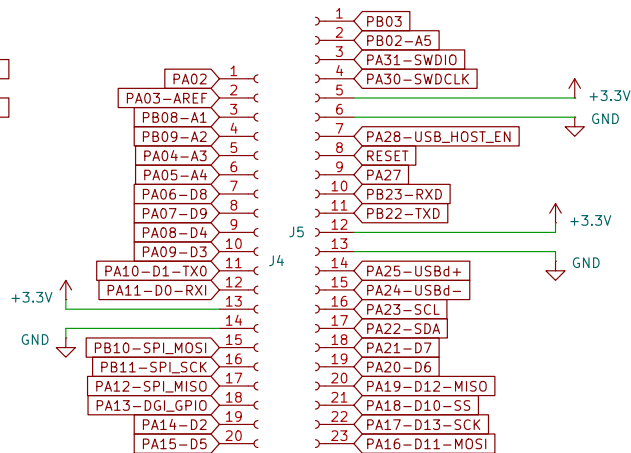 1 PB03
2 PB02-A5
3 PA31-SWDIO
4 PA30-SWDCLK
5 +3.3V
6 GND
7 PA28-USB_HOST_EN
8 RESET
9 PA27
10 PB23-RXD
11 PB22-TXD
12 +3.3V
13 GND
14 PA25-USBd+
15 PA24-USBd-
16 PA23-SCL
17 PA22-SDA
18 PA21-D7
19 PA20-D6
20 PA19-D12-MISO
21 PA18-D10-SS
22 PA17-D13-SCK
23 PA16-D11-MOSI
J5
J4
PA02 1
PA03-AREF 2
PB08-A1 3
PB09-A2 4
PA04-A3 5
PA05-A4 6
PA06-D8 7
PA07-D9 8
PA08-D4 9
PA09-D3 10
PA10-D1-TX0 11
PA11-D0-RXI 12
+3.3V 13
GND 14
PB10-SPI_MOSI 15
PB11-SPI_SCK 16
PA12-SPI_MISO 17
PA13-DGI_GPIO 18
PA14-D2 19
PA15-D5 20